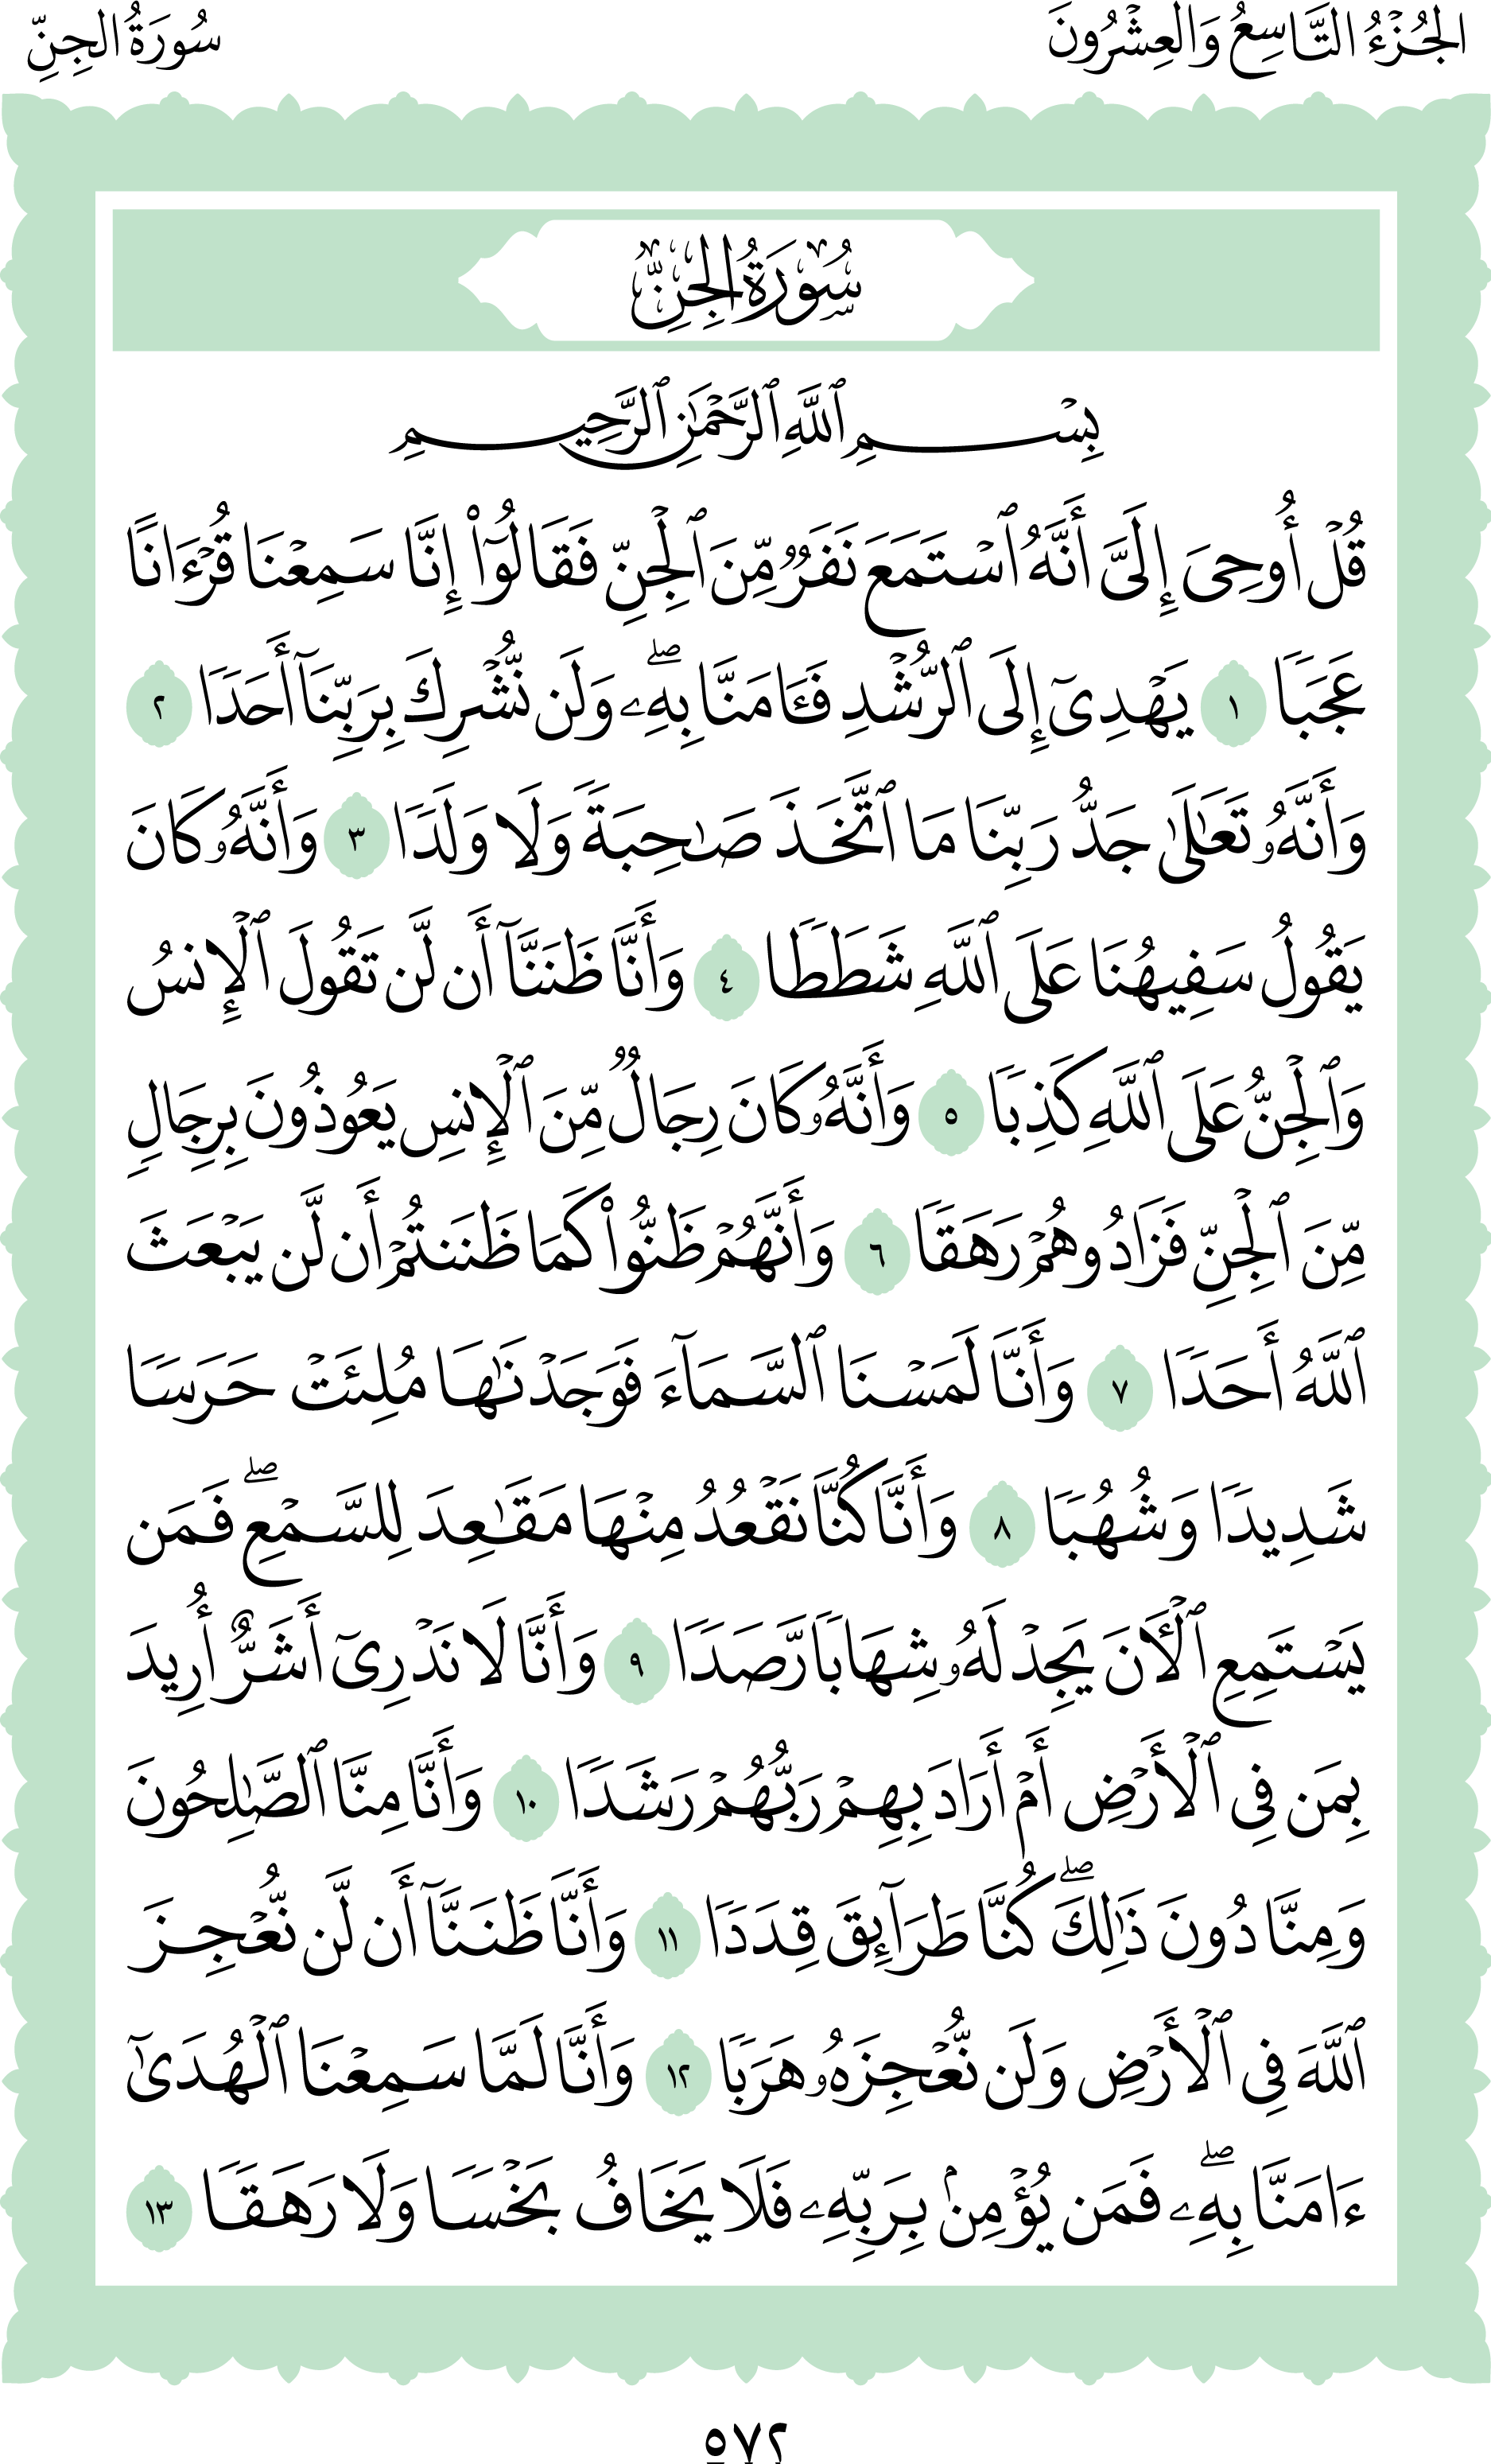 الجُزْءُ التَّاسِعُ وَالعِشْرُونَ
سُورَةُ الجِنِّ
سُورَةُ الجِنِّ
بِسْمِ ٱللَّهِ ٱلرَّحْمَٰنِ ٱلرَّحِيمِ
قُلْ أُوحِىَ إِلَىَّ أَنَّهُ ٱسْتَمَعَ نَفَرٌ مِّنَ ٱلْجِنِّ فَقَالُوٓا۟ إِنَّا سَمِعْنَا قُرْءَانًا
عَجَبًا ١ يَهْدِىٓ إِلَى ٱلرُّشْدِ فَـَٔامَنَّا بِهِۦ ۖ وَلَن نُّشْرِكَ بِرَبِّنَآ أَحَدًا ٢
وَأَنَّهُۥ تَعَٰلَىٰ جَدُّ رَبِّنَا مَا ٱتَّخَذَ صَٰحِبَةً وَلَا وَلَدًا ٣ وَأَنَّهُۥ كَانَ
يَقُولُ سَفِيهُنَا عَلَى ٱللَّهِ شَطَطًا ٤ وَأَنَّا ظَنَنَّآ أَن لَّن تَقُولَ ٱلْإِنسُ
وَٱلْجِنُّ عَلَى ٱللَّهِ كَذِبًا ٥ وَأَنَّهُۥ كَانَ رِجَالٌ مِّنَ ٱلْإِنسِ يَعُوذُونَ بِرِجَالٍ
مِّنَ ٱلْجِنِّ فَزَادُوهُمْ رَهَقًا ٦ وَأَنَّهُمْ ظَنُّوا۟ كَمَا ظَنَنتُمْ أَن لَّن يَبْعَثَ
ٱللَّهُ أَحَدًا ٧ وَأَنَّا لَمَسْنَا ٱلسَّمَآءَ فَوَجَدْنَٰهَا مُلِئَتْ حَرَسًا
شَدِيدًا وَشُهُبًا ٨ وَأَنَّا كُنَّا نَقْعُدُ مِنْهَا مَقَٰعِدَ لِلسَّمْعِ ۖ فَمَن
يَسْتَمِعِ ٱلْـَٔانَ يَجِدْ لَهُۥ شِهَابًا رَّصَدًا ٩ وَأَنَّا لَا نَدْرِىٓ أَشَرٌّ أُرِيدَ
بِمَن فِى ٱلْأَرْضِ أَمْ أَرَادَ بِهِمْ رَبُّهُمْ رَشَدًا ١٠ وَأَنَّا مِنَّا ٱلصَّٰلِحُونَ
وَمِنَّا دُونَ ذَٰلِكَ ۖ كُنَّا طَرَآئِقَ قِدَدًا ١١ وَأَنَّا ظَنَنَّآ أَن لَّن نُّعْجِزَ
ٱللَّهَ فِى ٱلْأَرْضِ وَلَن نُّعْجِزَهُۥ هَرَبًا ١٢ وَأَنَّا لَمَّا سَمِعْنَا ٱلْهُدَىٰٓ
ءَامَنَّا بِهِۦ ۖ فَمَن يُؤْمِنۢ بِرَبِّهِۦ فَلَا يَخَافُ بَخْسًا وَلَا رَهَقًا ١٣
٥٧٢